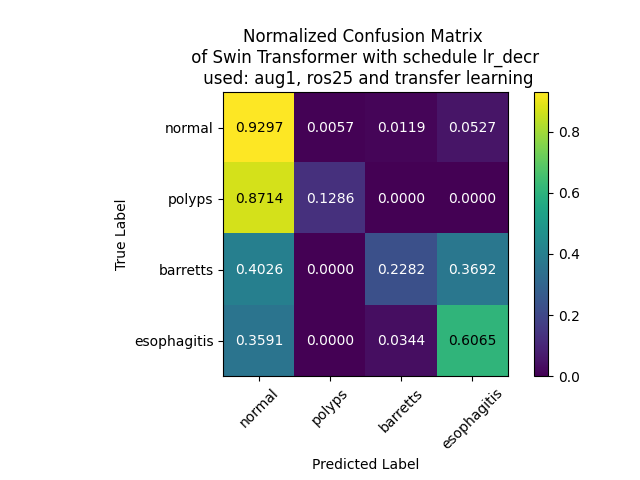 Normalized Confusion Matrix
of Swin Transformer with schedule lr_decr
used: aug1, ros25 and transfer learning
True Label
normal 0.9297 0.0057 0.0119 0.0527
polyps 0.8714 0.1286 0.0000 0.0000
barretts 0.4026 0.0000 0.2282 0.3692
esophagitis 0.3591 0.0000 0.0344 0.6065
normal polyps barretts esophagitis
Predicted Label
0.8
0.6
0.4
0.2
0.0